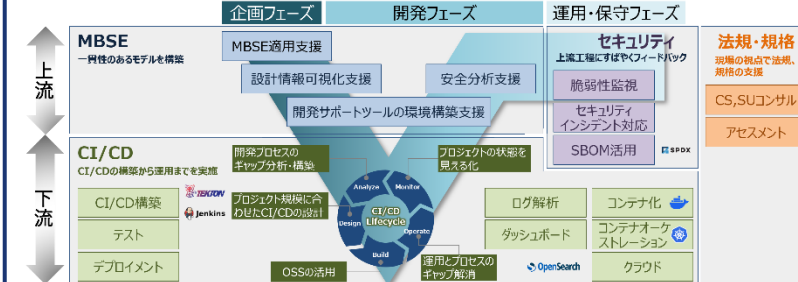 企画フェーズ
開発フェーズ
運用・保守フェーズ
上流
MBSE
一貫性のあるモデルを構築
MBSE適用支援
設計情報可視化支援
安全分析支援
開発サポートツールの環境構築支援
セキュリティ
上流工程にすばやくフィードバック
脆弱性監視
セキュリティ
インシデント対応
SBOM活用
SPDX
法規・規格
現場の視点で法規、
規格の支援
CS,SUコンサル
アセスメント
下流
CI/CD
CI/CDの構築から運用までを実施
CI/CD構築
テスト
デプロイメント
TEKTON
Jenkins
開発プロセスの
ギャップ分析・構築
プロジェクト規模に合
わせたCI/CDの設計
OSSの活用
プロジェクトの状態を
見える化
運用とプロセスの
ギャップ解消
Analyze
Monitor
Design
CI/CD
Lifecycle
Operate
Build
ログ解析
ダッシュボード
OpenSearch
コンテナ化
コンテナオーケ
ストレーション
クラウド